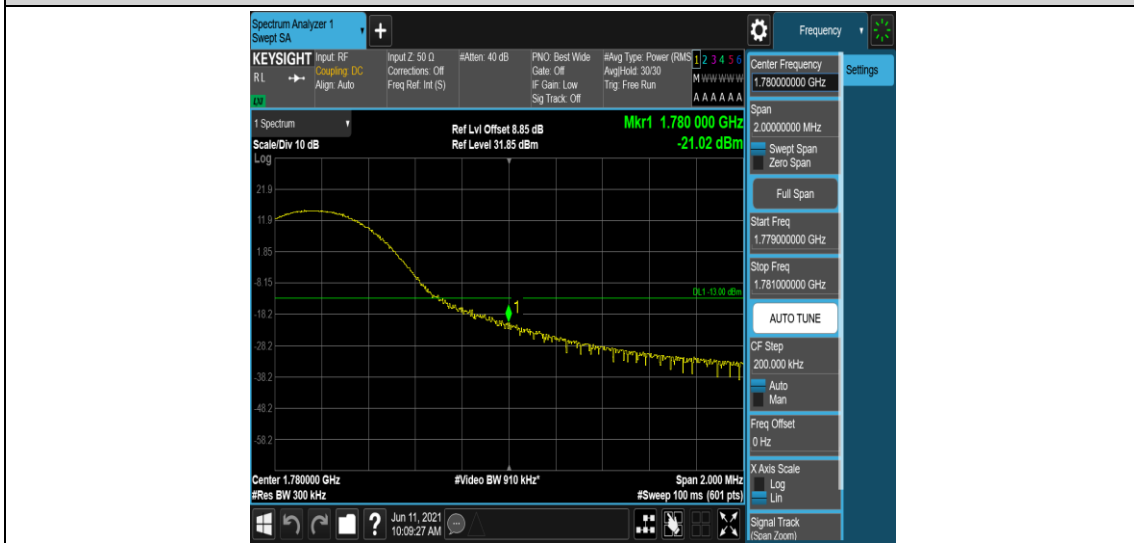 Spectrum Analyzer 1
Swept SA
+
Frequency
KEYSIGHT
RL
Input: RF
Coupling: DC
Align: Auto
Input Z: 50 Ω
Corrections: Off
Freq Ref: Int (S)
#Atten: 40 dB
PNO: Best Wide
Gate: Off
IF Gain: Low
Sig Track: Off
#Avg Type: Power (RMS
Avg|Hold: 30/30
Trig: Free Run
1 2 3 4 5 6
M W W W W W
A A A A A A
1 Spectrum
Scale/Div 10 dB
Log
Ref Lvl Offset 8.85 dB
Ref Level 31.85 dBm
Mkr1 1.780 000 GHz
-21.02 dBm
21.9
11.9
1.85
-8.15
-18.2
-28.2
-38.2
-48.2
-58.2
DL1 -13.00 dBm
1
Center 1.780000 GHz
#Res BW 300 kHz
#Video BW 910 kHz*
Span 2.000 MHz
#Sweep 100 ms (601 pts)
?
Jun 11, 2021
10:09:27 AM
Center Frequency
1.780000000 GHz
Settings
Span
2.00000000 MHz
Swept Span
Zero Span
Full Span
Start Freq
1.779000000 GHz
Stop Freq
1.781000000 GHz
AUTO TUNE
CF Step
200.000 kHz
Auto
Man
Freq Offset
0 Hz
X Axis Scale
Log
Lin
Signal Track
(Span Zoom)